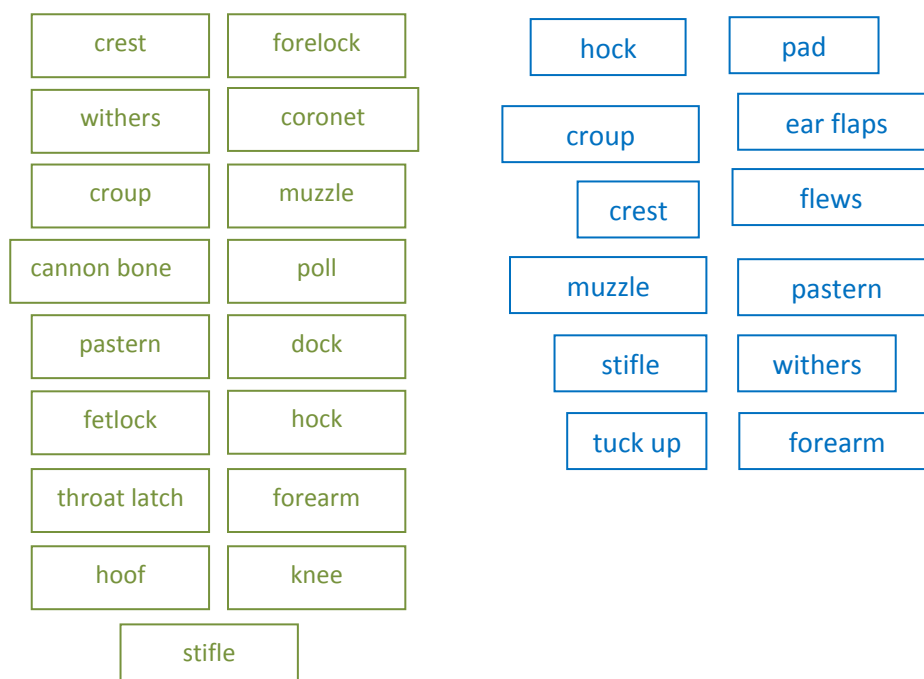 crest
forelock
withers
coronet
croup
muzzle
cannon bone
poll
pastern
dock
fetlock
hock
throat latch
forearm
hoof
knee
stifle
hock
pad
croup
ear flaps
crest
flews
muzzle
pastern
stifle
withers
tuck up
forearm